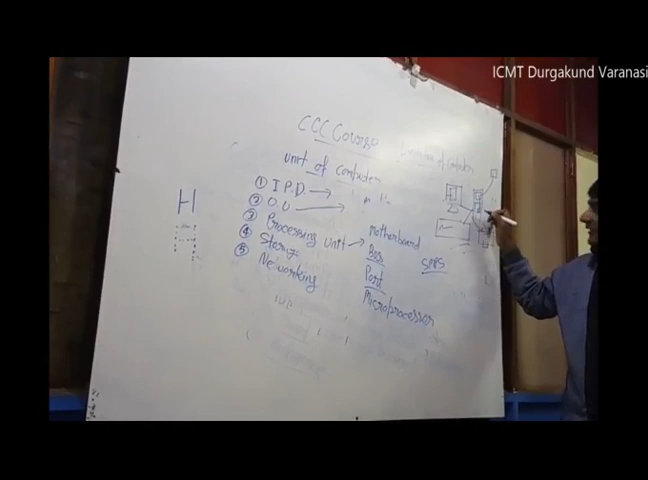 ICMT Durgakund Varanasi
CCC Course
unit of computer
① I.P.D. →
② O.U →
③ Processing unit → motherboard
④ Storage
⑤ Networking
Bus
SMPS
Port
Microprocessor
H